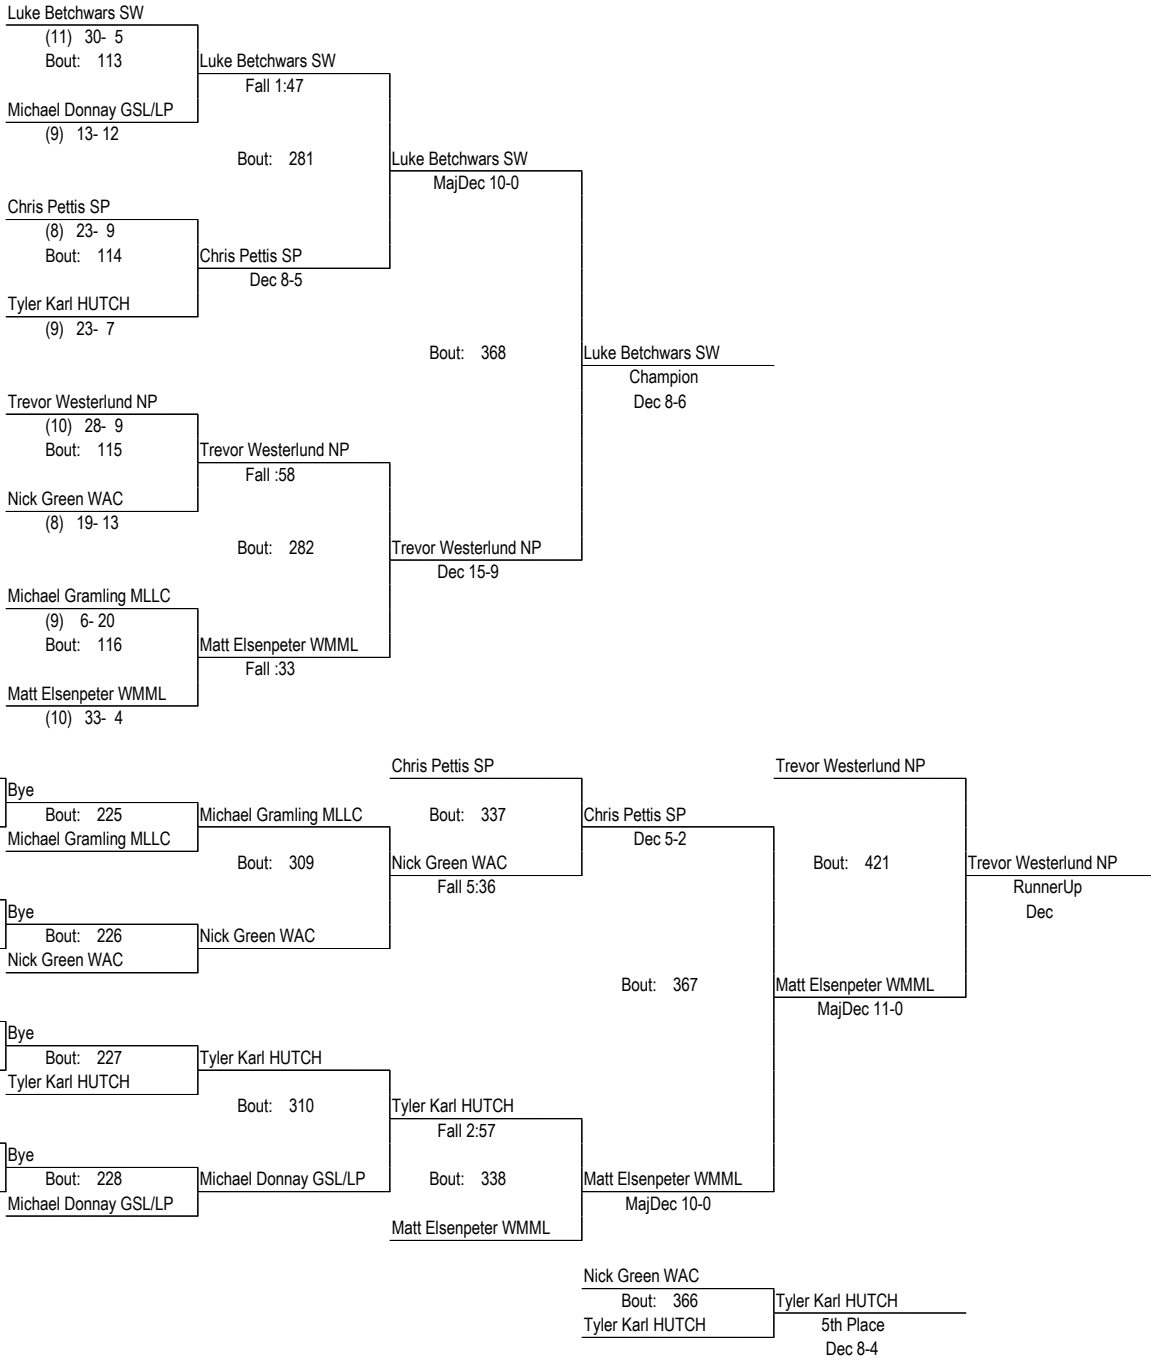 Luke Betchwars SW
(11) 30- 5
Bout: 113
Luke Betchwars SW
Fall 1:47
Michael Donnay GSL/LP
(9) 13- 12
Bout: 281
Luke Betchwars SW
MajDec 10-0
Chris Pettis SP
(8) 23- 9
Bout: 114
Chris Pettis SP
Dec 8-5
Tyler Karl HUTCH
(9) 23- 7
Bout: 368
Luke Betchwars SW
Champion
Dec 8-6
Trevor Westerlund NP
(10) 28- 9
Bout: 115
Trevor Westerlund NP
Fall :58
Nick Green WAC
(8) 19- 13
Bout: 282
Trevor Westerlund NP
Dec 15-9
Michael Gramling MLLC
(9) 6- 20
Bout: 116
Matt Elsenpeter WMML
Fall :33
Matt Elsenpeter WMML
(10) 33- 4
Chris Pettis SP
Trevor Westerlund NP
Bye
Bout: 225
Michael Gramling MLLC
Michael Gramling MLLC
Bout: 337
Chris Pettis SP
Dec 5-2
Bout: 309
Nick Green WAC
Fall 5:36
Bout: 421
Trevor Westerlund NP
RunnerUp
Dec
Bye
Bout: 226
Nick Green WAC
Nick Green WAC
Bout: 367
Matt Elsenpeter WMML
MajDec 11-0
Bye
Bout: 227
Tyler Karl HUTCH
Tyler Karl HUTCH
Bout: 310
Tyler Karl HUTCH
Fall 2:57
Bye
Bout: 228
Michael Donnay GSL/LP
Michael Donnay GSL/LP
Bout: 338
Matt Elsenpeter WMML
MajDec 10-0
Matt Elsenpeter WMML
Nick Green WAC
Bout: 366
Tyler Karl HUTCH
Tyler Karl HUTCH
5th Place
Dec 8-4